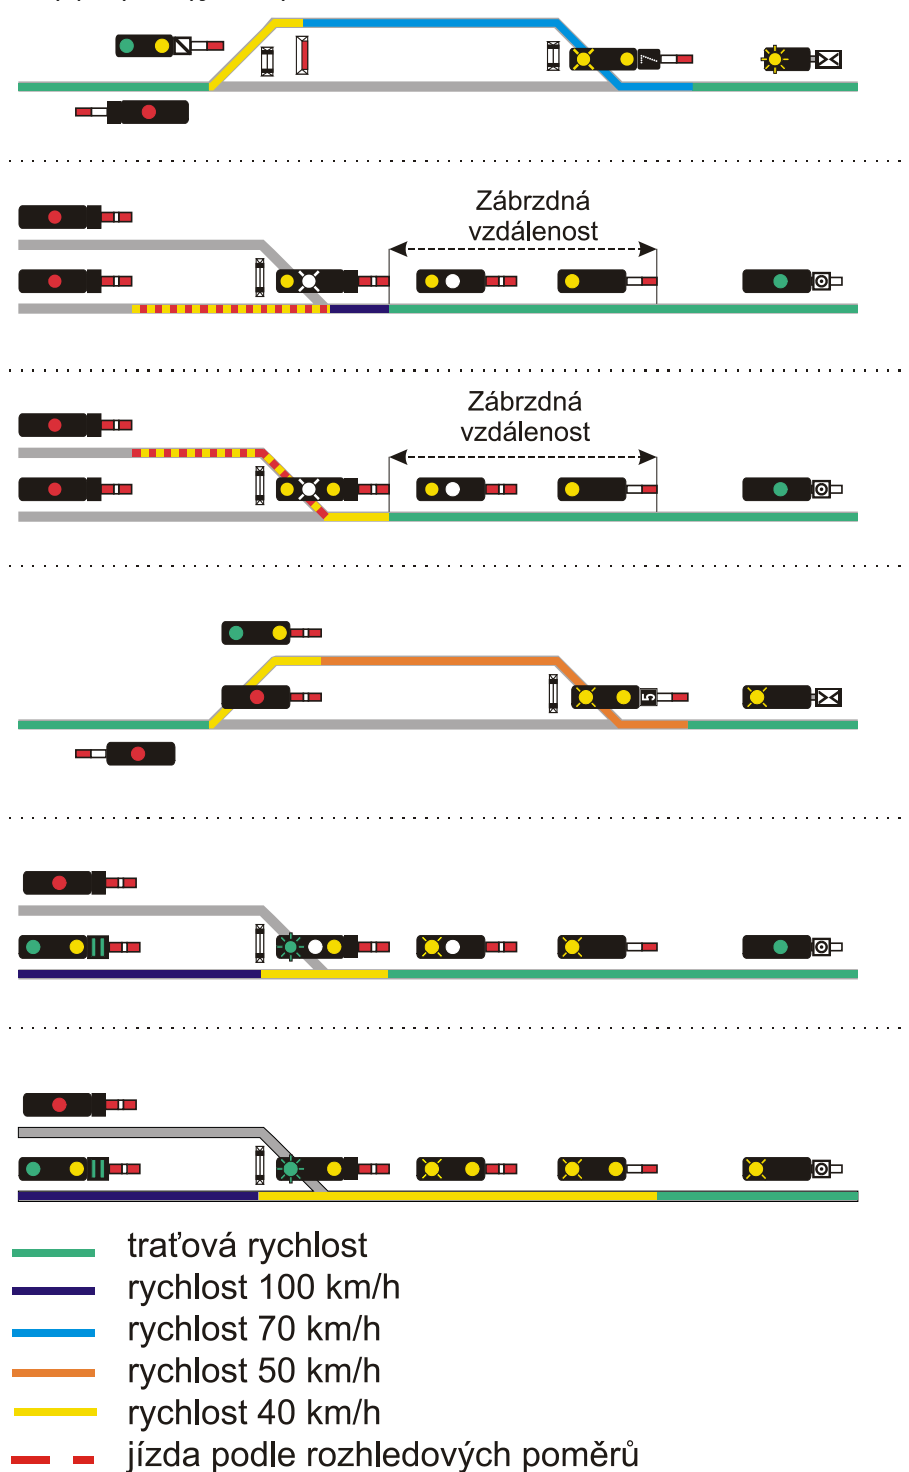 7
Zábrzdná
vzdálenost
Zábrzdná
vzdálenost
5
traťová rychlost
rychlost 100 km/h
rychlost 70 km/h
rychlost 50 km/h
rychlost 40 km/h
jízda podle rozhledových poměrů